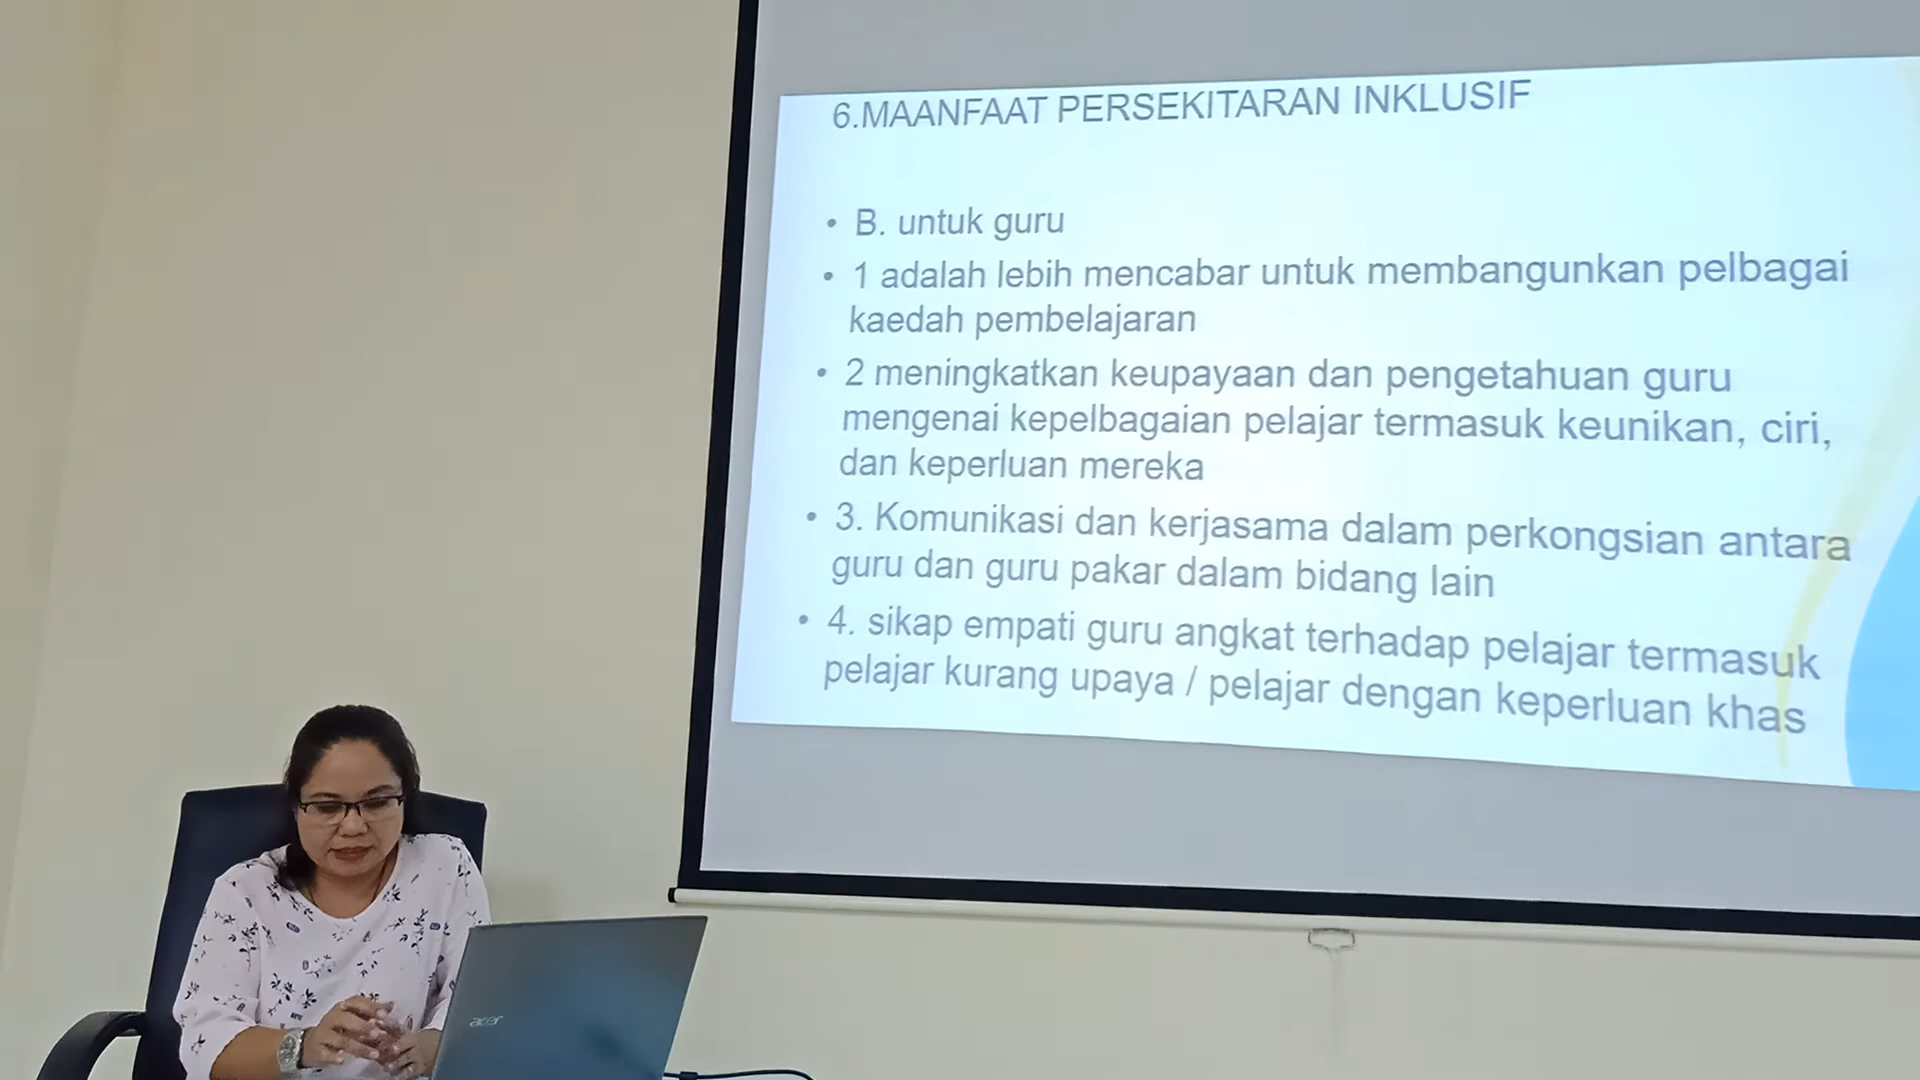 6.MAANFAAT PERSEKITARAN INKLUSIF
• B. untuk guru
• 1 adalah lebih mencabar untuk membangunkan pelbagai
kaedah pembelajaran
• 2 meningkatkan keupayaan dan pengetahuan guru
mengenai kepelbagaian pelajar termasuk keunikan, ciri,
dan keperluan mereka
• 3. Komunikasi dan kerjasama dalam perkongsian antara
guru dan guru pakar dalam bidang lain
• 4. sikap empati guru angkat terhadap pelajar termasuk
pelajar kurang upaya / pelajar dengan keperluan khas
acer